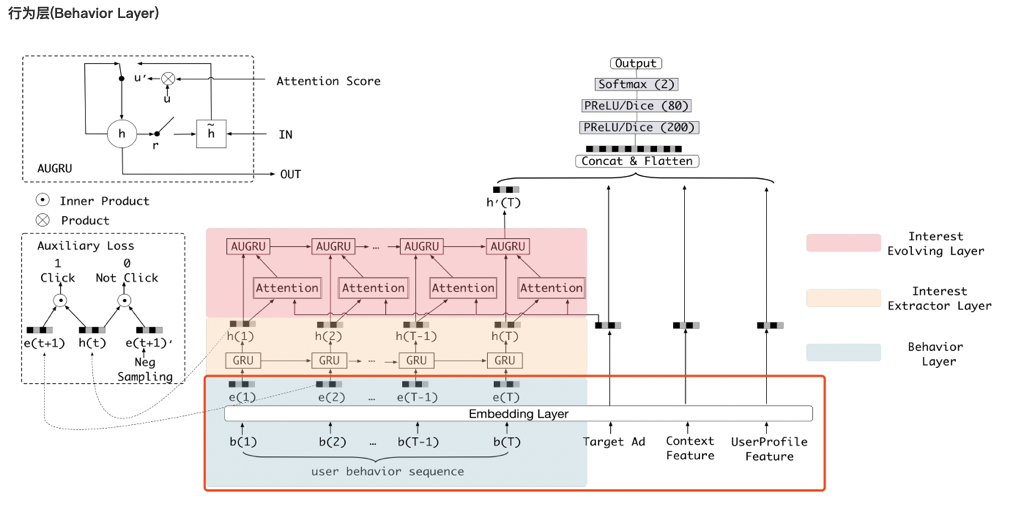 行为层(Behavior Layer)
Output
Softmax (2)
PReLU/Dice (80)
PReLU/Dice (200)
Concat & Flatten
u′
u
Attention Score
h
r
h̃
IN
OUT
AUGRU
Inner Product
Product
h′(T)
Auxiliary Loss
1
0
Click
Not Click
e(t+1)
h(t)
e(t+1)′
Neg
Sampling
AUGRU
AUGRU
...
AUGRU
AUGRU
Attention
Attention
Attention
Attention
h(1)
h(2)
h(T-1)
h(T)
GRU
GRU
...
GRU
GRU
e(1)
e(2)
...
e(T-1)
e(T)
Embedding Layer
b(1)
b(2)
...
b(T-1)
b(T)
user behavior sequence
Target Ad
Context
Feature
UserProfile
Feature
Interest
Evolving Layer
Interest
Extractor Layer
Behavior
Layer